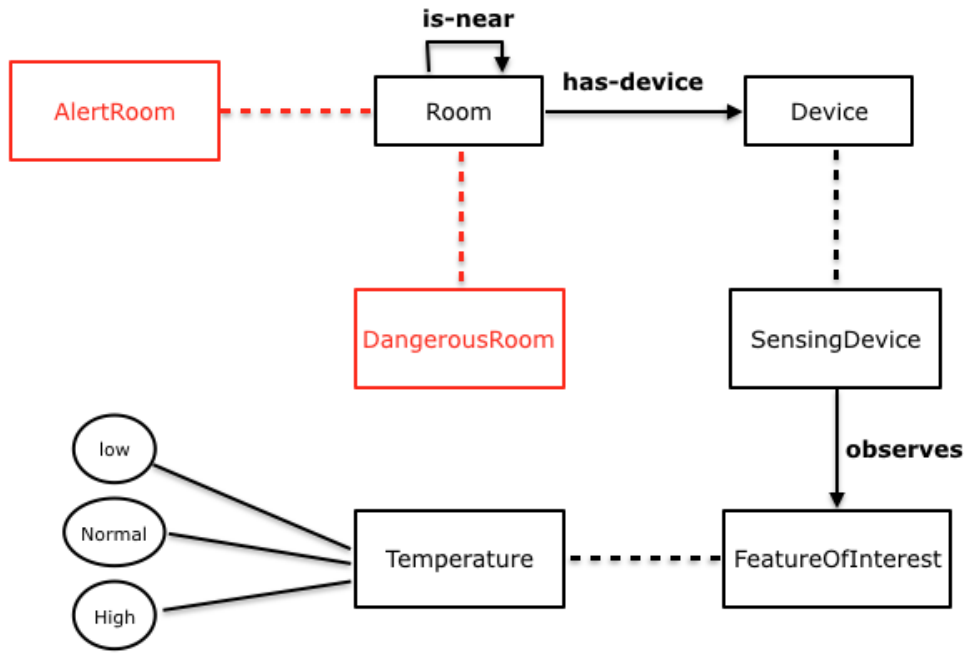 is-near
has-device
AlertRoom
Room
Device
DangerousRoom
SensingDevice
low
observes
Normal
Temperature
FeatureOfInterest
High